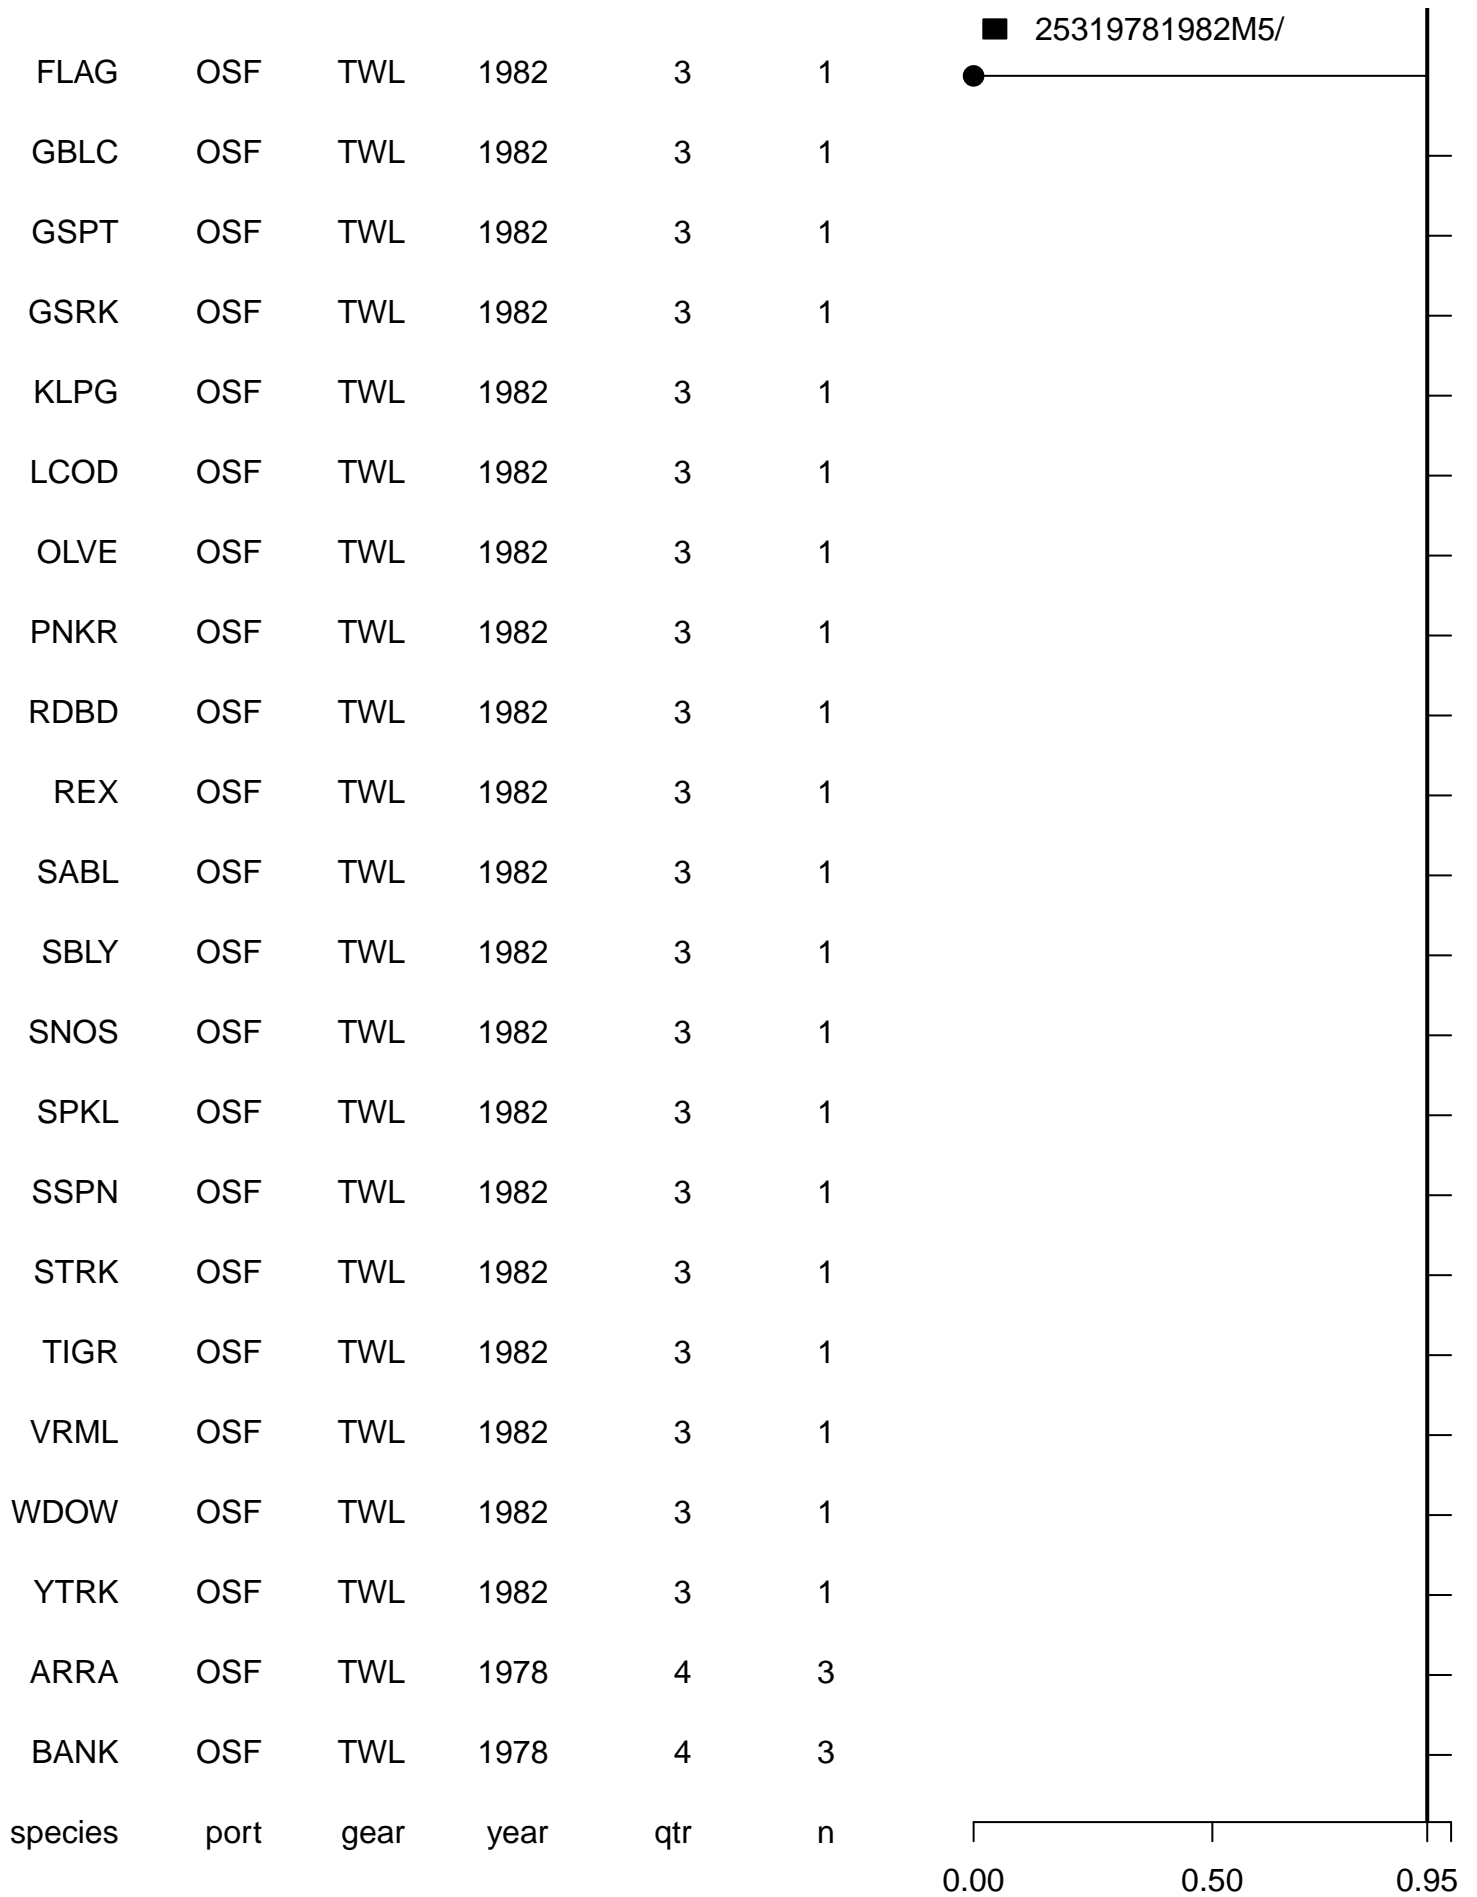 25319781982M5/
FLAG OSF TWL 1982 3 1
GBLC OSF TWL 1982 3 1
GSPT OSF TWL 1982 3 1
GSRK OSF TWL 1982 3 1
KLPG OSF TWL 1982 3 1
LCOD OSF TWL 1982 3 1
OLVE OSF TWL 1982 3 1
PNKR OSF TWL 1982 3 1
RDBD OSF TWL 1982 3 1
REX OSF TWL 1982 3 1
SABL OSF TWL 1982 3 1
SBLY OSF TWL 1982 3 1
SNOS OSF TWL 1982 3 1
SPKL OSF TWL 1982 3 1
SSPN OSF TWL 1982 3 1
STRK OSF TWL 1982 3 1
TIGR OSF TWL 1982 3 1
VRML OSF TWL 1982 3 1
WDOW OSF TWL 1982 3 1
YTRK OSF TWL 1982 3 1
ARRA OSF TWL 1978 4 3
BANK OSF TWL 1978 4 3
species port gear year qtr n
0.00 0.50 0.95